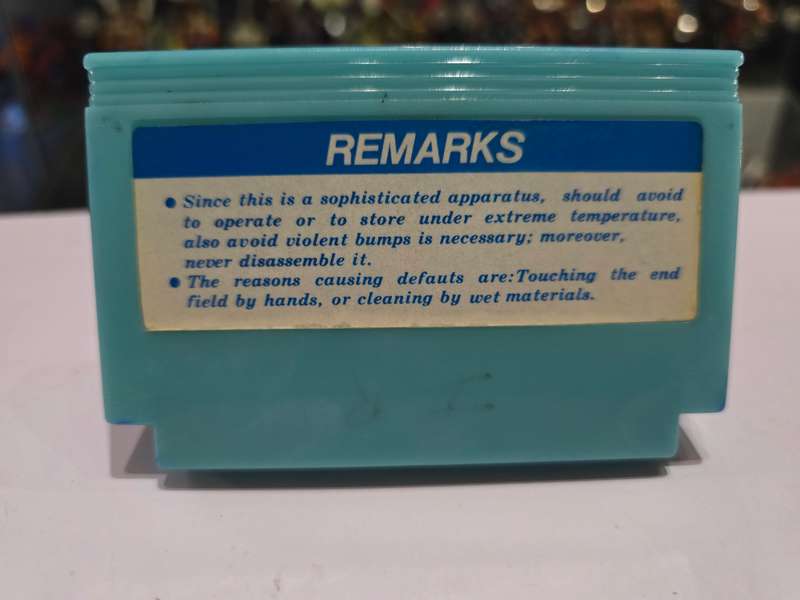 REMARKS
● Since this is a sophisticated apparatus, should avoid
to operate or to store under extreme temperature,
also avoid violent bumps is necessary; moreover,
never disassemble it.
● The reasons causing defauts are:Touching the end
field by hands, or cleaning by wet materials.